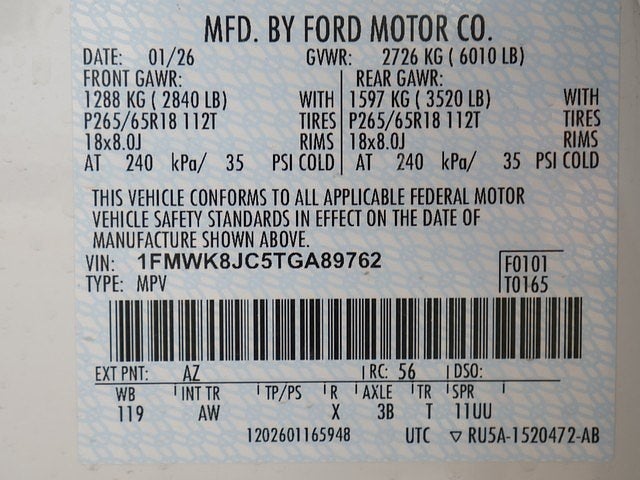 MFD. BY FORD MOTOR CO.
DATE: 01/26 GVWR: 2726 KG ( 6010 LB)
FRONT GAWR: REAR GAWR:
1288 KG ( 2840 LB) WITH 1597 KG ( 3520 LB) WITH
P265/65R18 112T TIRES P265/65R18 112T TIRES
18x8.0J RIMS 18x8.0J RIMS
AT 240 kPa/ 35 PSI COLD AT 240 kPa/ 35 PSI COLD
THIS VEHICLE CONFORMS TO ALL APPLICABLE FEDERAL MOTOR
VEHICLE SAFETY STANDARDS IN EFFECT ON THE DATE OF
MANUFACTURE SHOWN ABOVE.
VIN: 1FMWK8JC5TGA89762 F0101
TYPE: MPV T0165
EXT PNT: AZ RC: 56 DSO:
WB INT TR TP/PS R AXLE TR SPR
119 AW X 3B T 11UU
1202601165948 UTC ▽ RU5A-1520472-AB